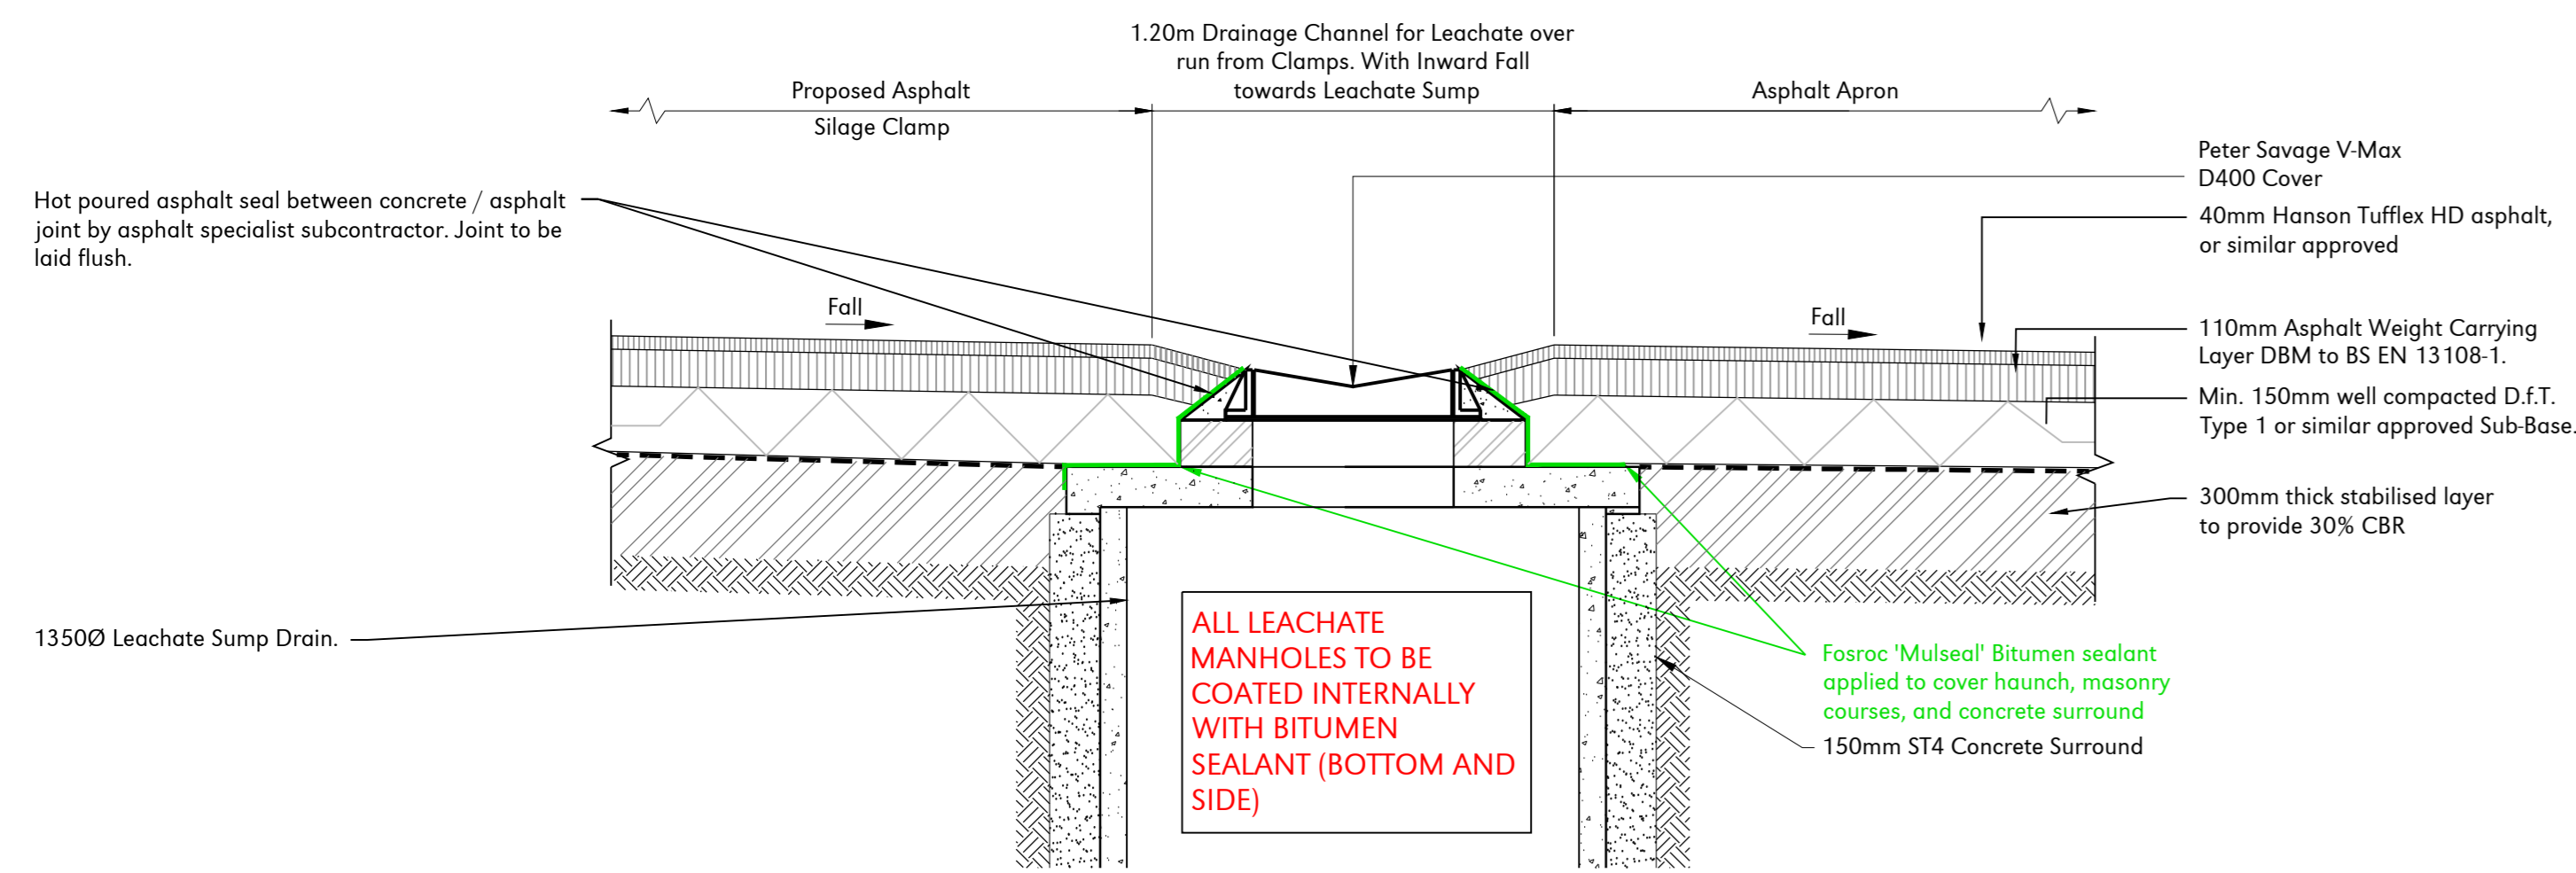 1.20m Drainage Channel for Leachate over
run from Clamps. With Inward Fall
towards Leachate Sump
Proposed Asphalt
Silage Clamp
Asphalt Apron
Peter Savage V-Max
D400 Cover
Hot poured asphalt seal between concrete / asphalt
joint by asphalt specialist subcontractor. Joint to be
laid flush.
40mm Hanson Tufflex HD asphalt,
or similar approved
Fall
Fall
110mm Asphalt Weight Carrying
Layer DBM to BS EN 13108-1.
Min. 150mm well compacted D.f.T.
Type 1 or similar approved Sub-Base.
300mm thick stabilised layer
to provide 30% CBR
1350Ø Leachate Sump Drain.
ALL LEACHATE
MANHOLES TO BE
COATED INTERNALLY
WITH BITUMEN
SEALANT (BOTTOM AND
SIDE)
Fosroc 'Mulseal' Bitumen sealant
applied to cover haunch, masonry
courses, and concrete surround
150mm ST4 Concrete Surround